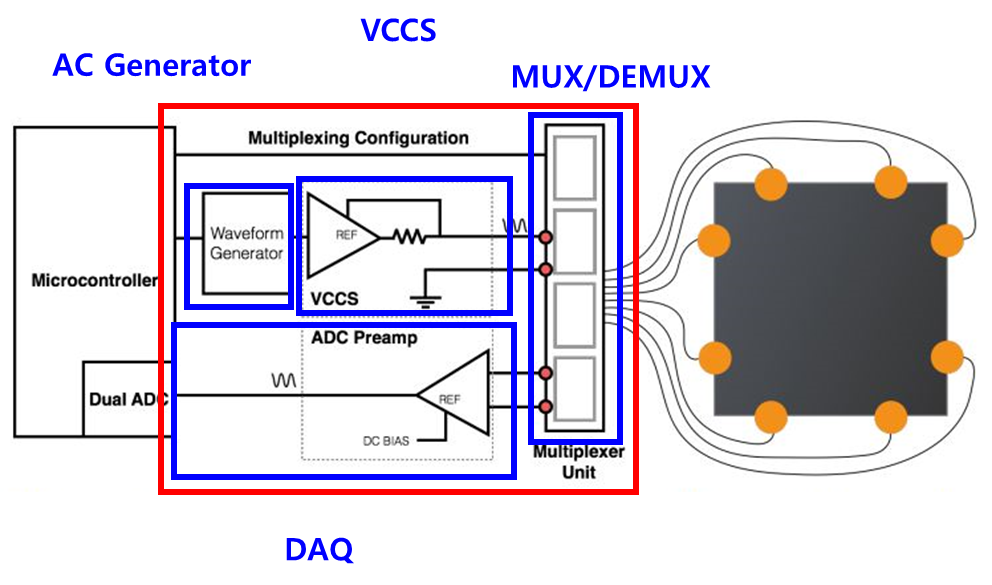 VCCS
AC Generator
MUX/DEMUX
Multiplexing Configuration
Waveform
Generator
REF
Microcontroller
VCCS
ADC Preamp
Dual ADC
REF
DC BIAS
Multiplexer
Unit
DAQ